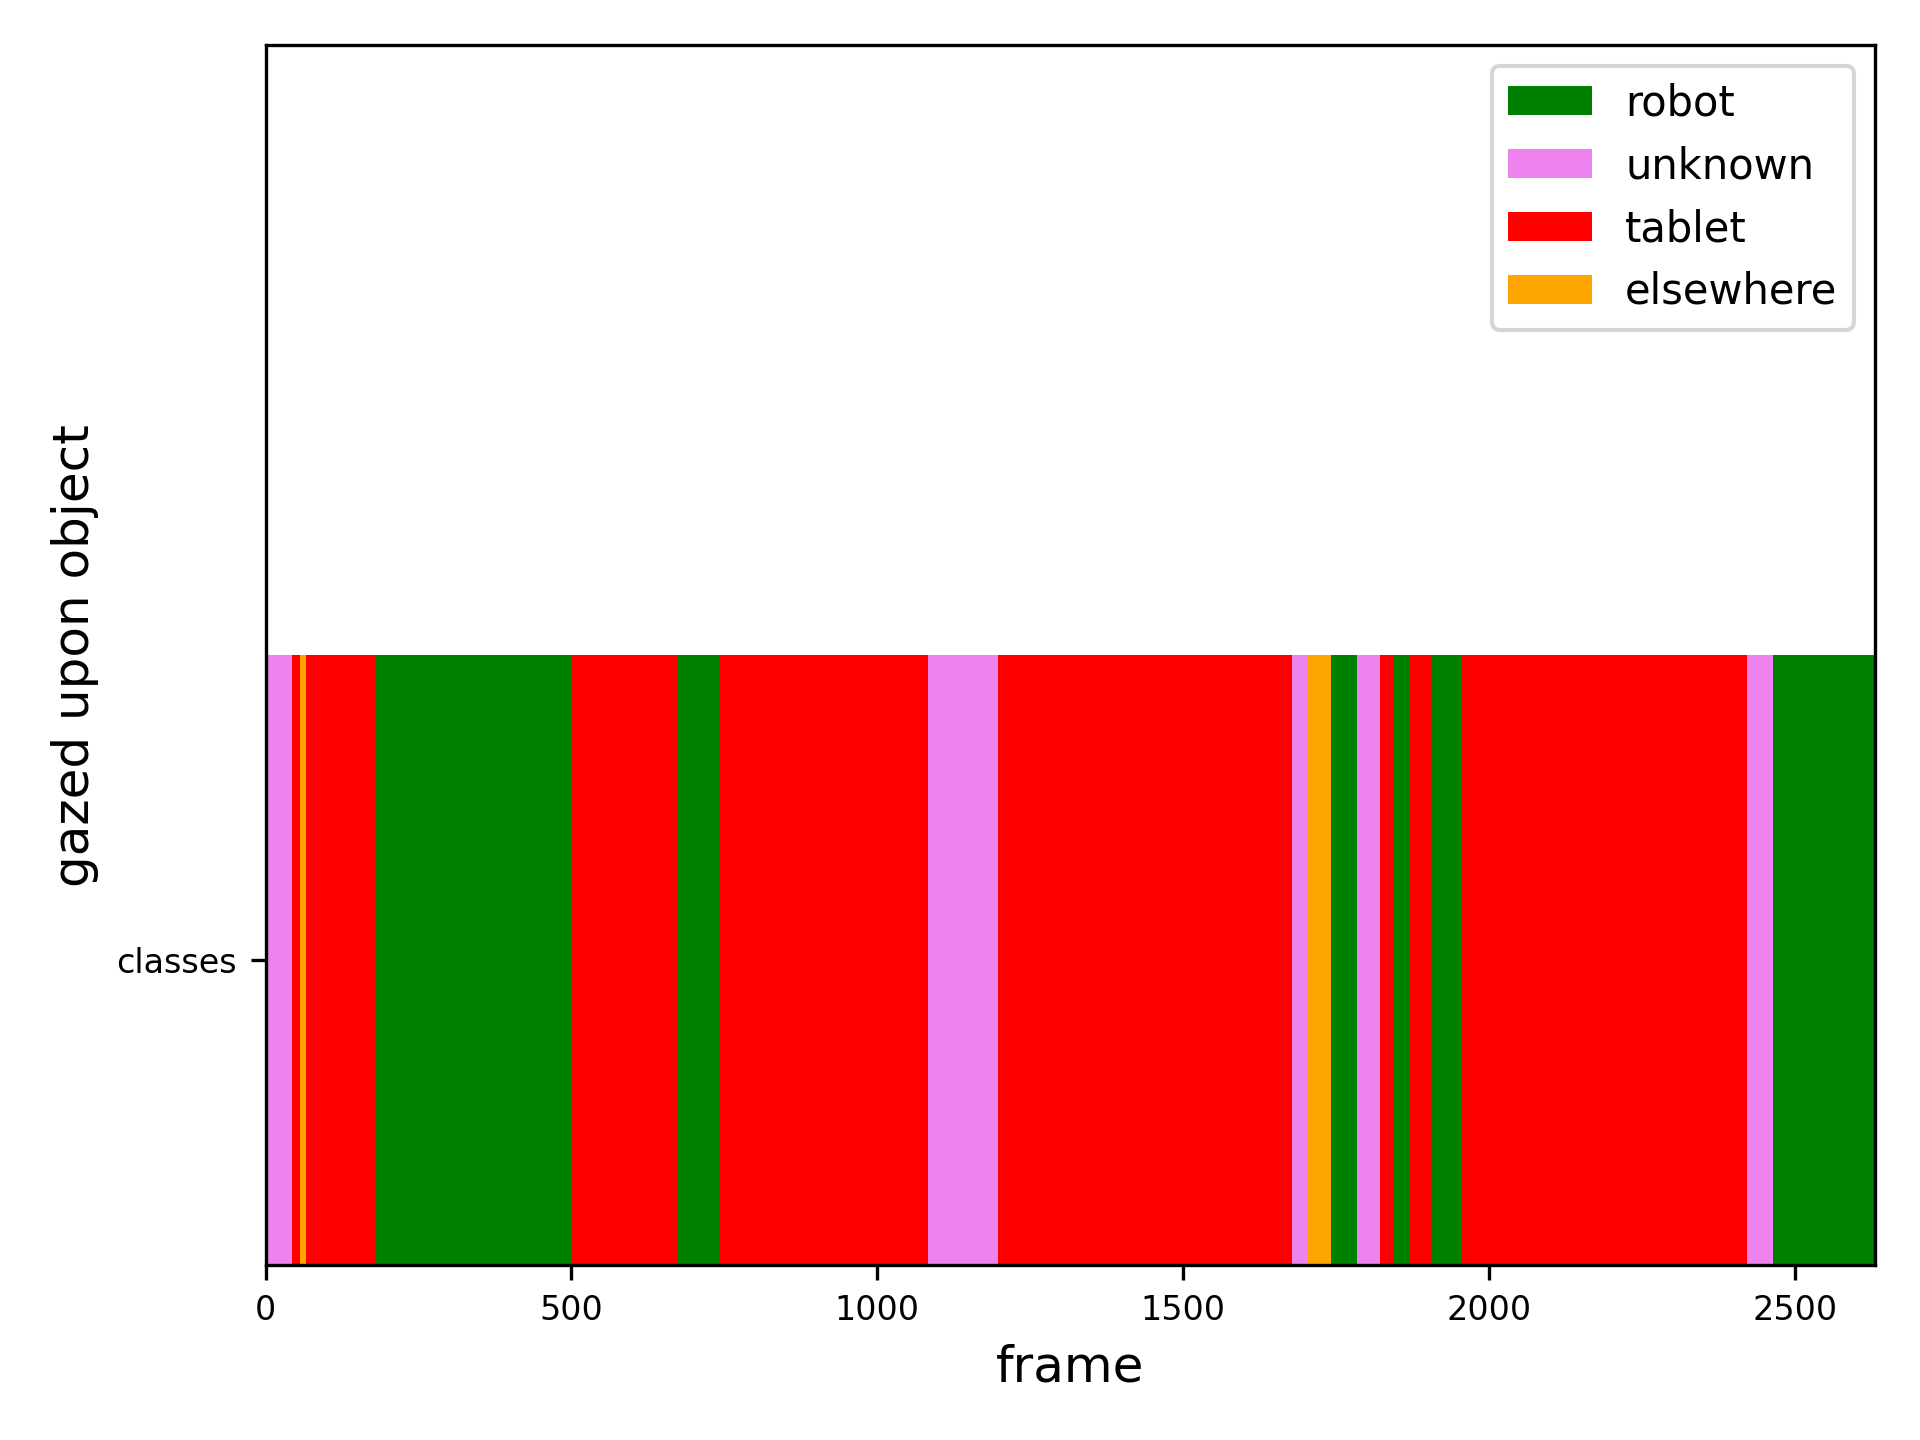 robot
unknown
tablet
elsewhere
gazed upon object
classes
0 500 1000 1500 2000 2500
frame